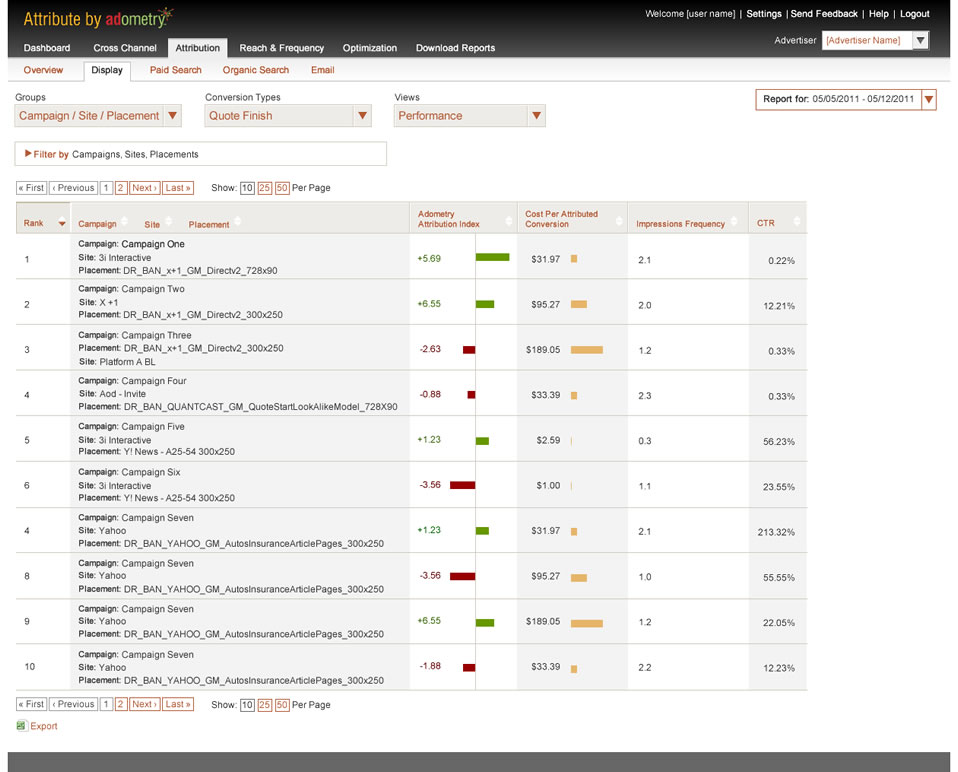 Attribute by adometry
Welcome [user name] | Settings | Send Feedback | Help | Logout
Advertiser [Advertiser Name]
Dashboard Cross Channel Attribution Reach & Frequency Optimization Download Reports
Overview Display Paid Search Organic Search Email
Groups Conversion Types Views
Campaign / Site / Placement Quote Finish Performance
Report for: 05/05/2011 - 05/12/2011
Filter by Campaigns, Sites, Placements
« First ‹ Previous 1 2 Next › Last » Show: 10 25 50 Per Page
Rank Campaign Site Placement Adometry Attribution Index Cost Per Attributed Conversion Impressions Frequency CTR
Campaign: Campaign One
1 Site: 3i Interactive +5.69 $31.97 2.1 0.22%
Placement: DR_BAN_x+1_GM_Directv2_728x90
Campaign: Campaign Two
2 Site: X +1 +6.55 $95.27 2.0 12.21%
Placement: DR_BAN_x+1_GM_Directv2_300x250
Campaign: Campaign Three
3 Placement: DR_BAN_x+1_GM_Directv2_300x250 -2.63 $189.05 1.2 0.33%
Site: Platform A BL
Campaign: Campaign Four
4 Site: Aod - Invite -0.88 $33.39 2.3 0.33%
Placement: DR_BAN_QUANTCAST_GM_QuoteStartLookAlikeModel_728X90
Campaign: Campaign Five
5 Site: 3i Interactive +1.23 $2.59 0.3 56.23%
Placement: Y! News - A25-54 300x250
Campaign: Campaign Six
6 Site: 3i Interactive -3.56 $1.00 1.1 23.55%
Placement: Y! News - A25-54 300x250
Campaign: Campaign Seven
4 Site: Yahoo +1.23 $31.97 2.1 213.32%
Placement: DR_BAN_YAHOO_GM_AutosInsuranceArticlePages_300x250
Campaign: Campaign Seven
8 Site: Yahoo -3.56 $95.27 1.0 55.55%
Placement: DR_BAN_YAHOO_GM_AutosInsuranceArticlePages_300x250
Campaign: Campaign Seven
9 Site: Yahoo +6.55 $189.05 1.2 22.05%
Placement: DR_BAN_YAHOO_GM_AutosInsuranceArticlePages_300x250
Campaign: Campaign Seven
10 Site: Yahoo -1.88 $33.39 2.2 12.23%
Placement: DR_BAN_YAHOO_GM_AutosInsuranceArticlePages_300x250
« First ‹ Previous 1 2 Next › Last » Show: 10 25 50 Per Page
Export